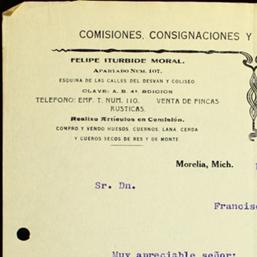 COMISIONES, CONSIGNACIONES Y
FELIPE ITURBIDE MORAL.
APARTADO NUM. 107.
ESQUINA DE LAS CALLES DEL DESVAN Y COLISEO
CLAVE: A. B. 4ª. EDICION
TELEFONO: EMP. T. NUM. 110. VENTA DE FINCAS
RUSTICAS.
Realizo Artículos en Comisión.
COMPRO Y VENDO HUESOS, CUERNOS, LANA, CERDA
Y CUEROS SECOS DE RES Y DE MONTE
Morelia, Mich.
Sr. Dn.
Francisc
Muy apreciable señor: